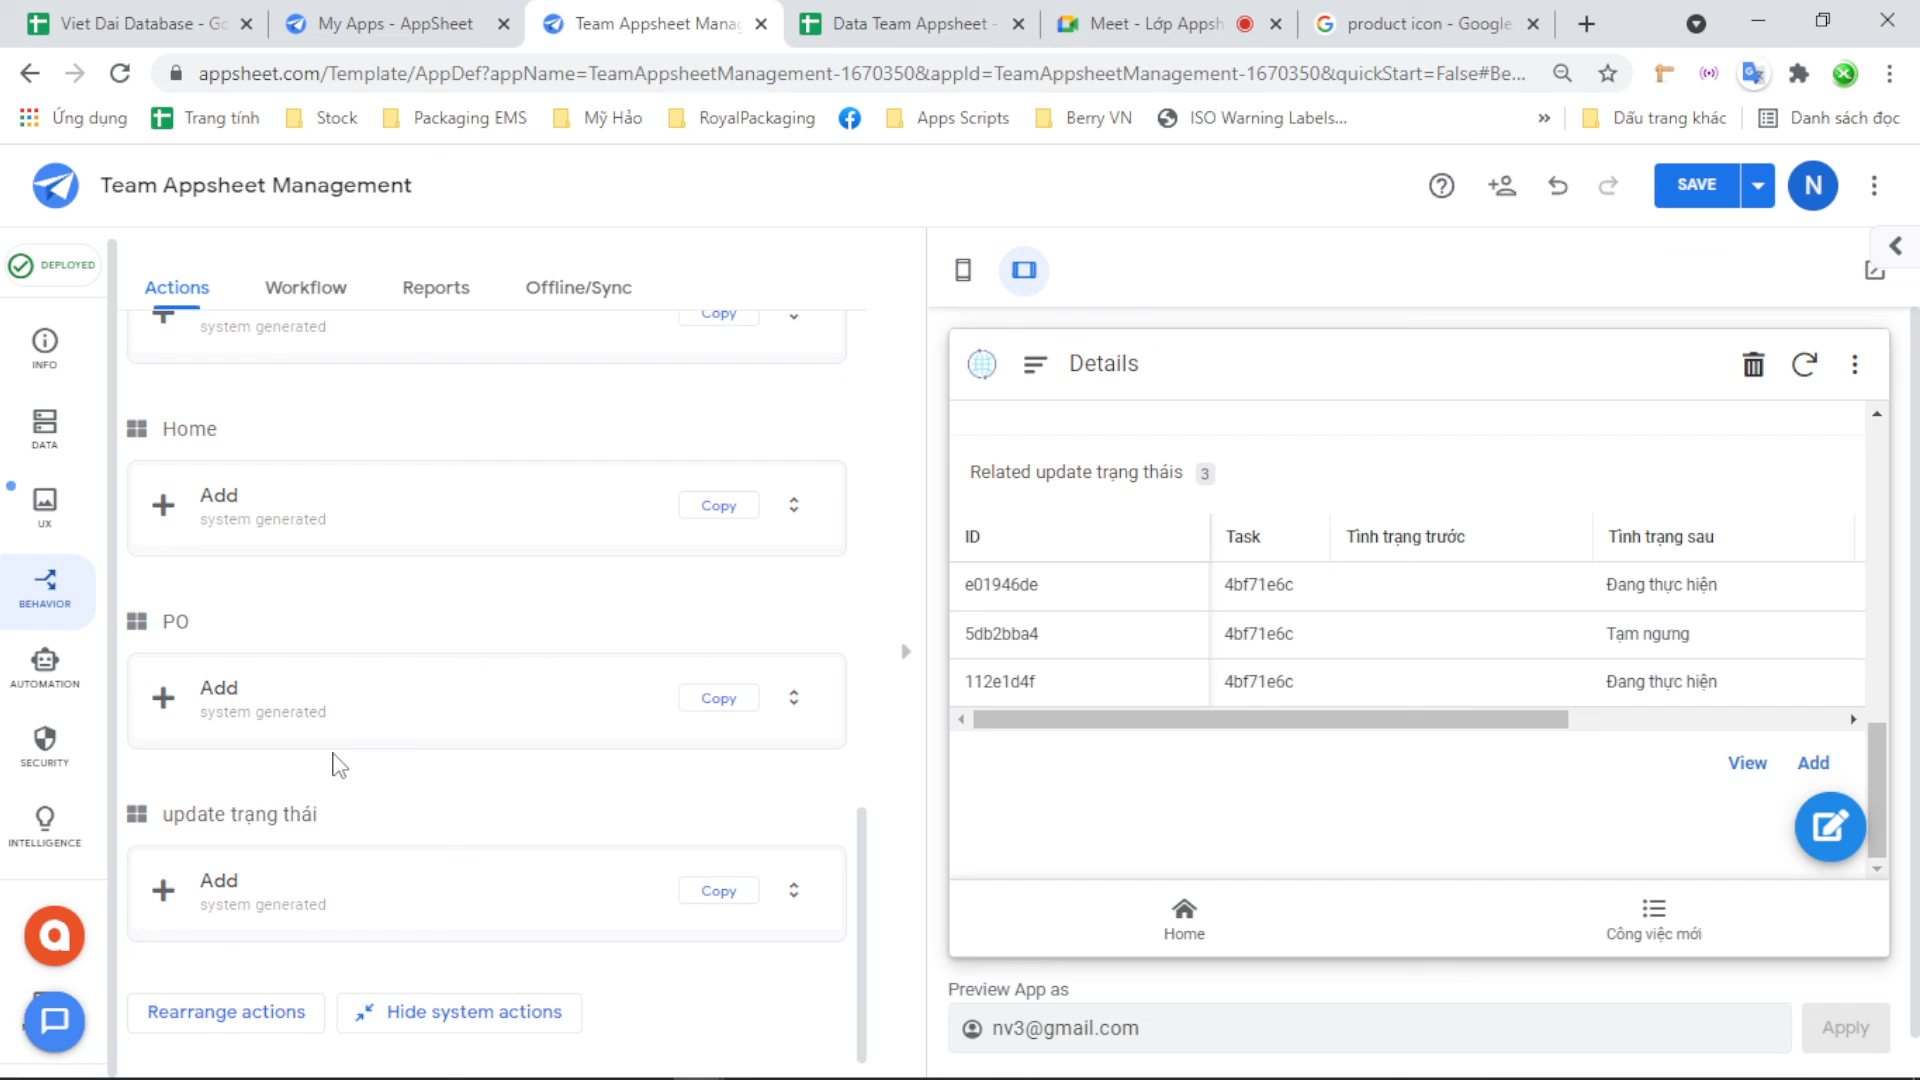 Viet Dai Database - Go
My Apps - AppSheet
Team Appsheet Manag
Data Team Appsheet -
Meet - Lớp Appsh
product icon - Google
appsheet.com/Template/AppDef?appName=TeamAppsheetManagement-1670350&appId=TeamAppsheetManagement-1670350&quickStart=False#Be...
Ứng dụng
Trang tính
Stock
Packaging EMS
Mỹ Hảo
RoyalPackaging
Apps Scripts
Berry VN
ISO Warning Labels...
»
Dấu trang khác
Danh sách đọc
Team Appsheet Management
SAVE
N
DEPLOYED
INFO
DATA
UX
BEHAVIOR
AUTOMATION
SECURITY
INTELLIGENCE
Actions
Workflow
Reports
Offline/Sync
system generated
Copy
Home
Add
system generated
Copy
PO
Add
system generated
Copy
update trạng thái
Add
system generated
Copy
Rearrange actions
Hide system actions
Details
Related update trạng tháis 3
ID Task Tình trạng trước Tình trạng sau
e01946de 4bf71e6c Đang thực hiện
5db2bba4 4bf71e6c Tạm ngưng
112e1d4f 4bf71e6c Đang thực hiện
View Add
Home
Công việc mới
Preview App as
nv3@gmail.com
Apply